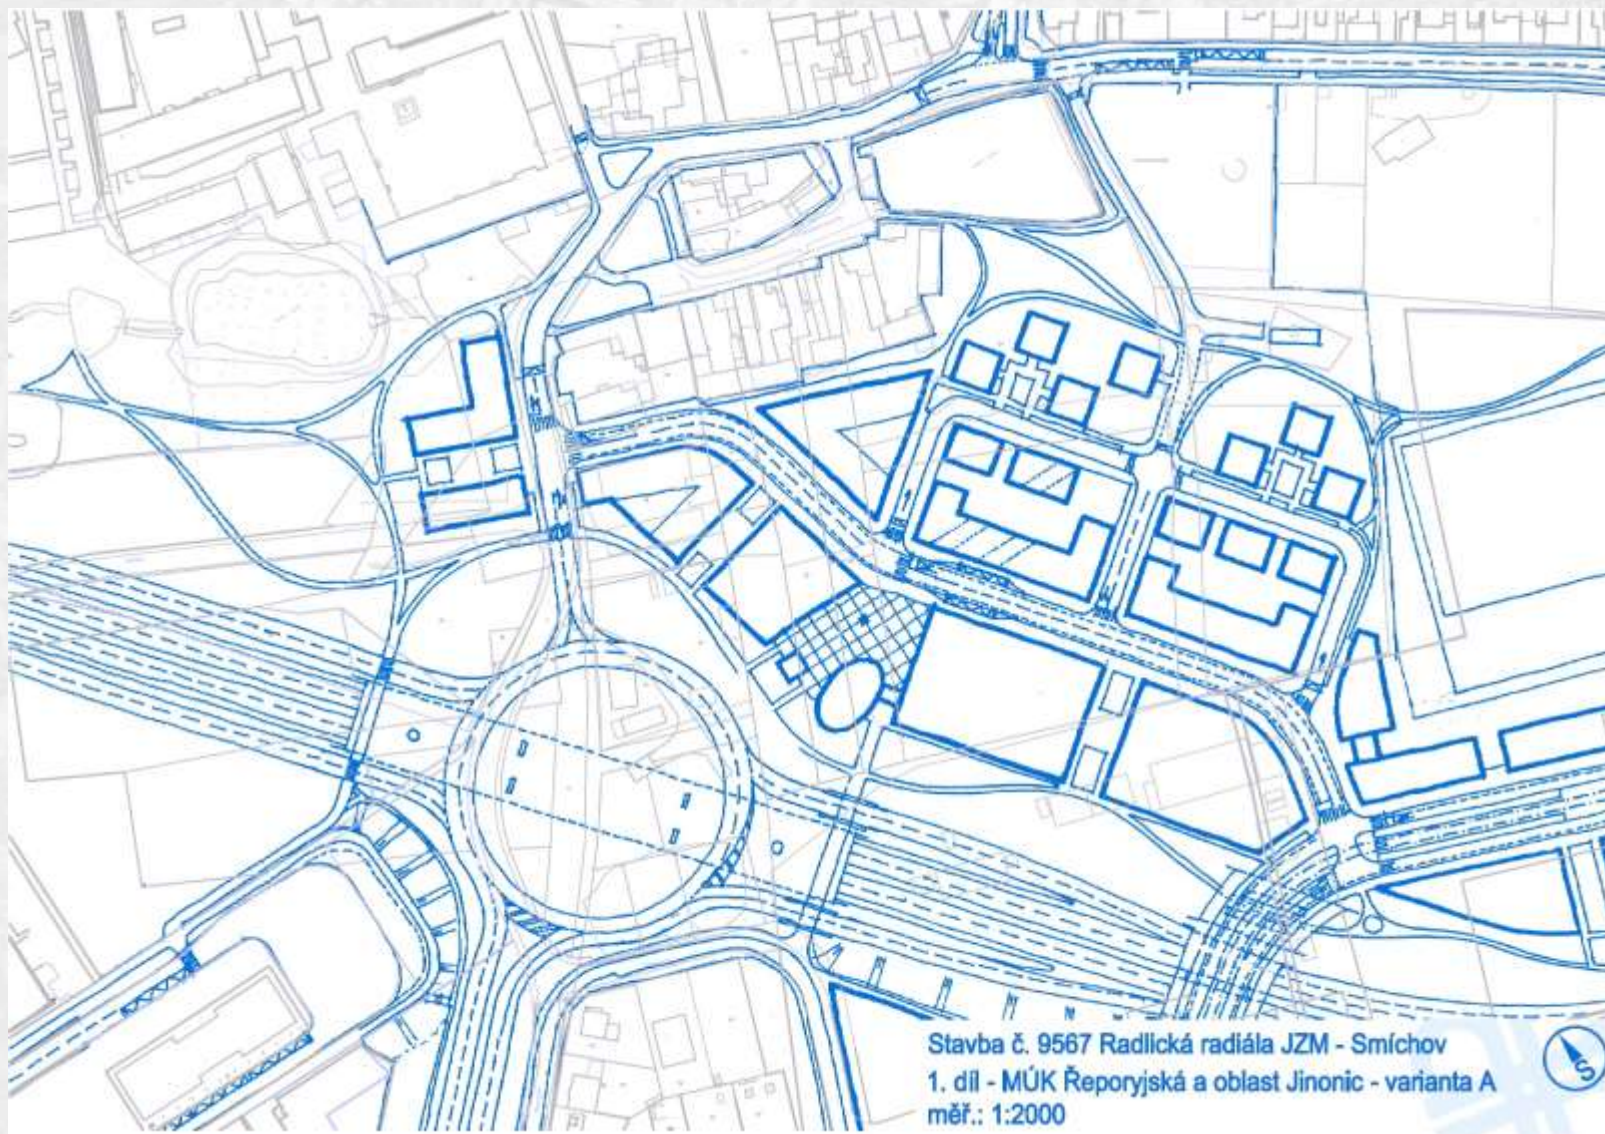 Stavba č. 9567 Radlická radiála JZM - Smíchov
1. díl - MÚK Řeporyjská a oblast Jinonic - varianta A
měř.: 1:2000
S